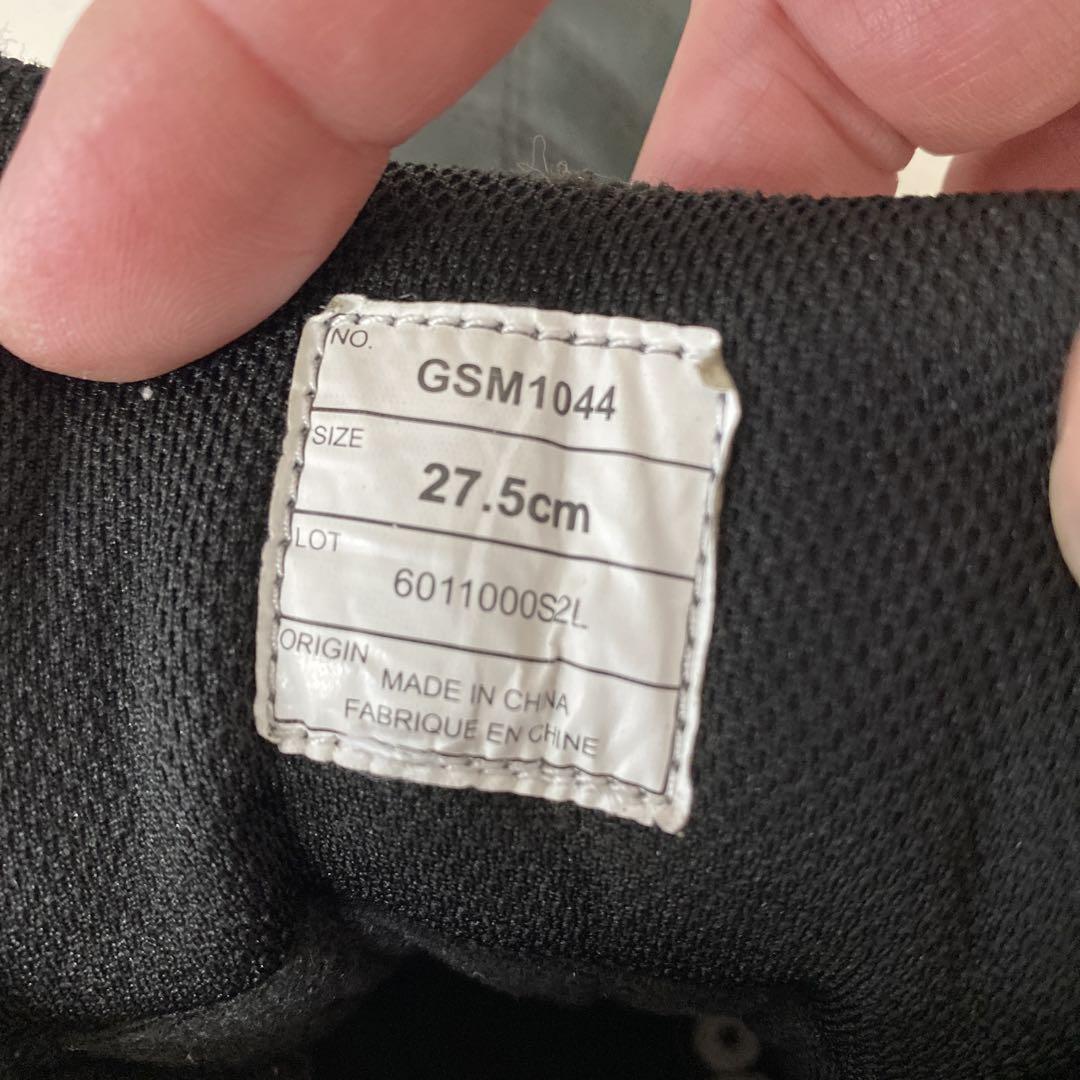 NO.
GSM1044
SIZE
27.5cm
LOT
6011000S2L
ORIGIN
MADE IN CHINA
FABRIQUE EN CHINE